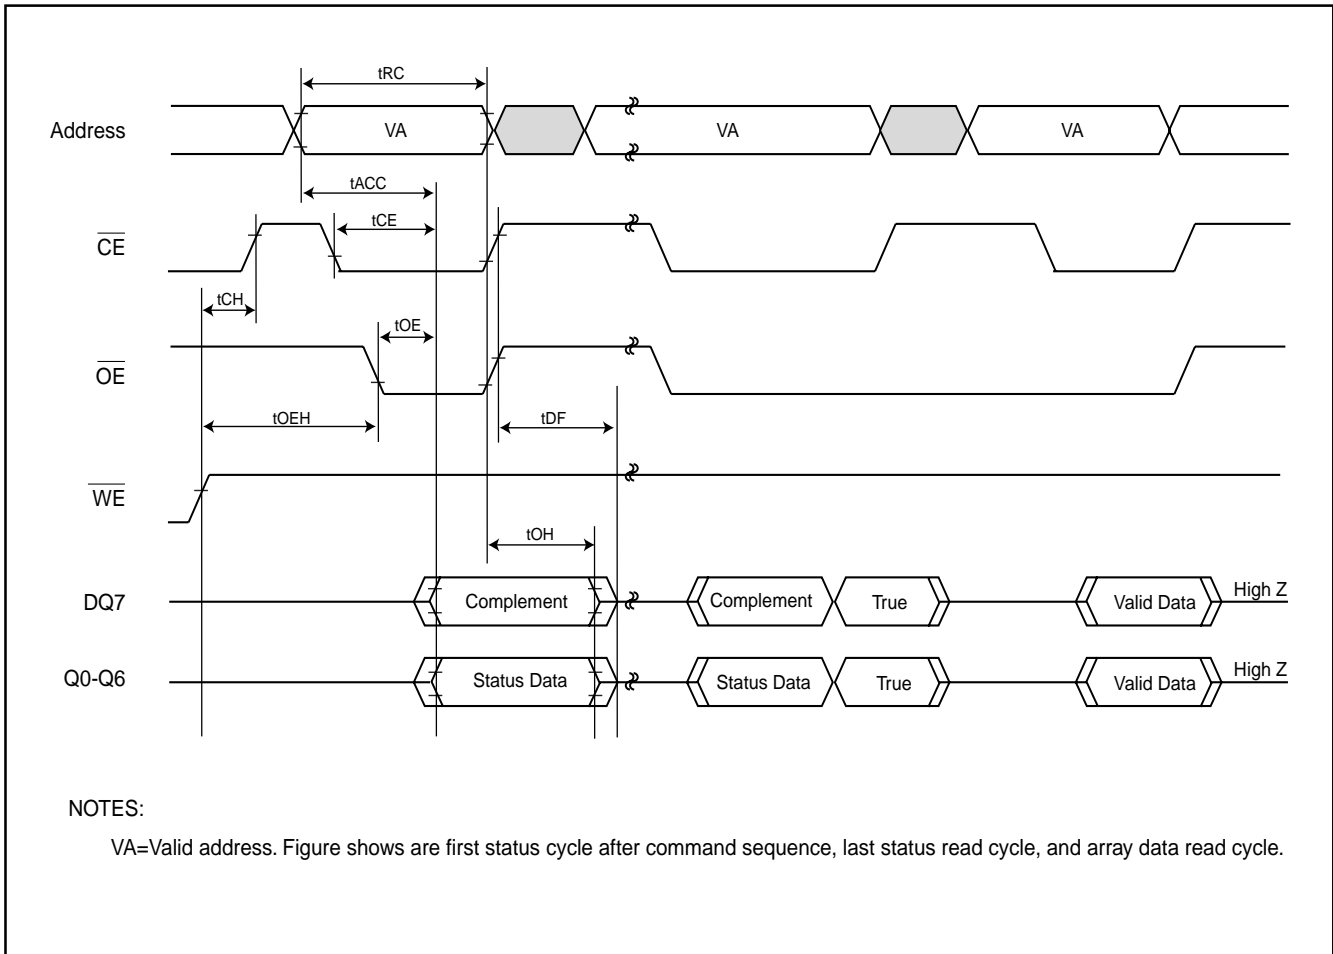 tRC
Address VA VA VA
tACC
tCE
CE
tCH
tOE
OE
tOEH tDF
WE
tOH
DQ7 Complement Complement True Valid Data High Z
Q0-Q6 Status Data Status Data True Valid Data High Z
NOTES:
VA=Valid address. Figure shows are first status cycle after command sequence, last status read cycle, and array data read cycle.